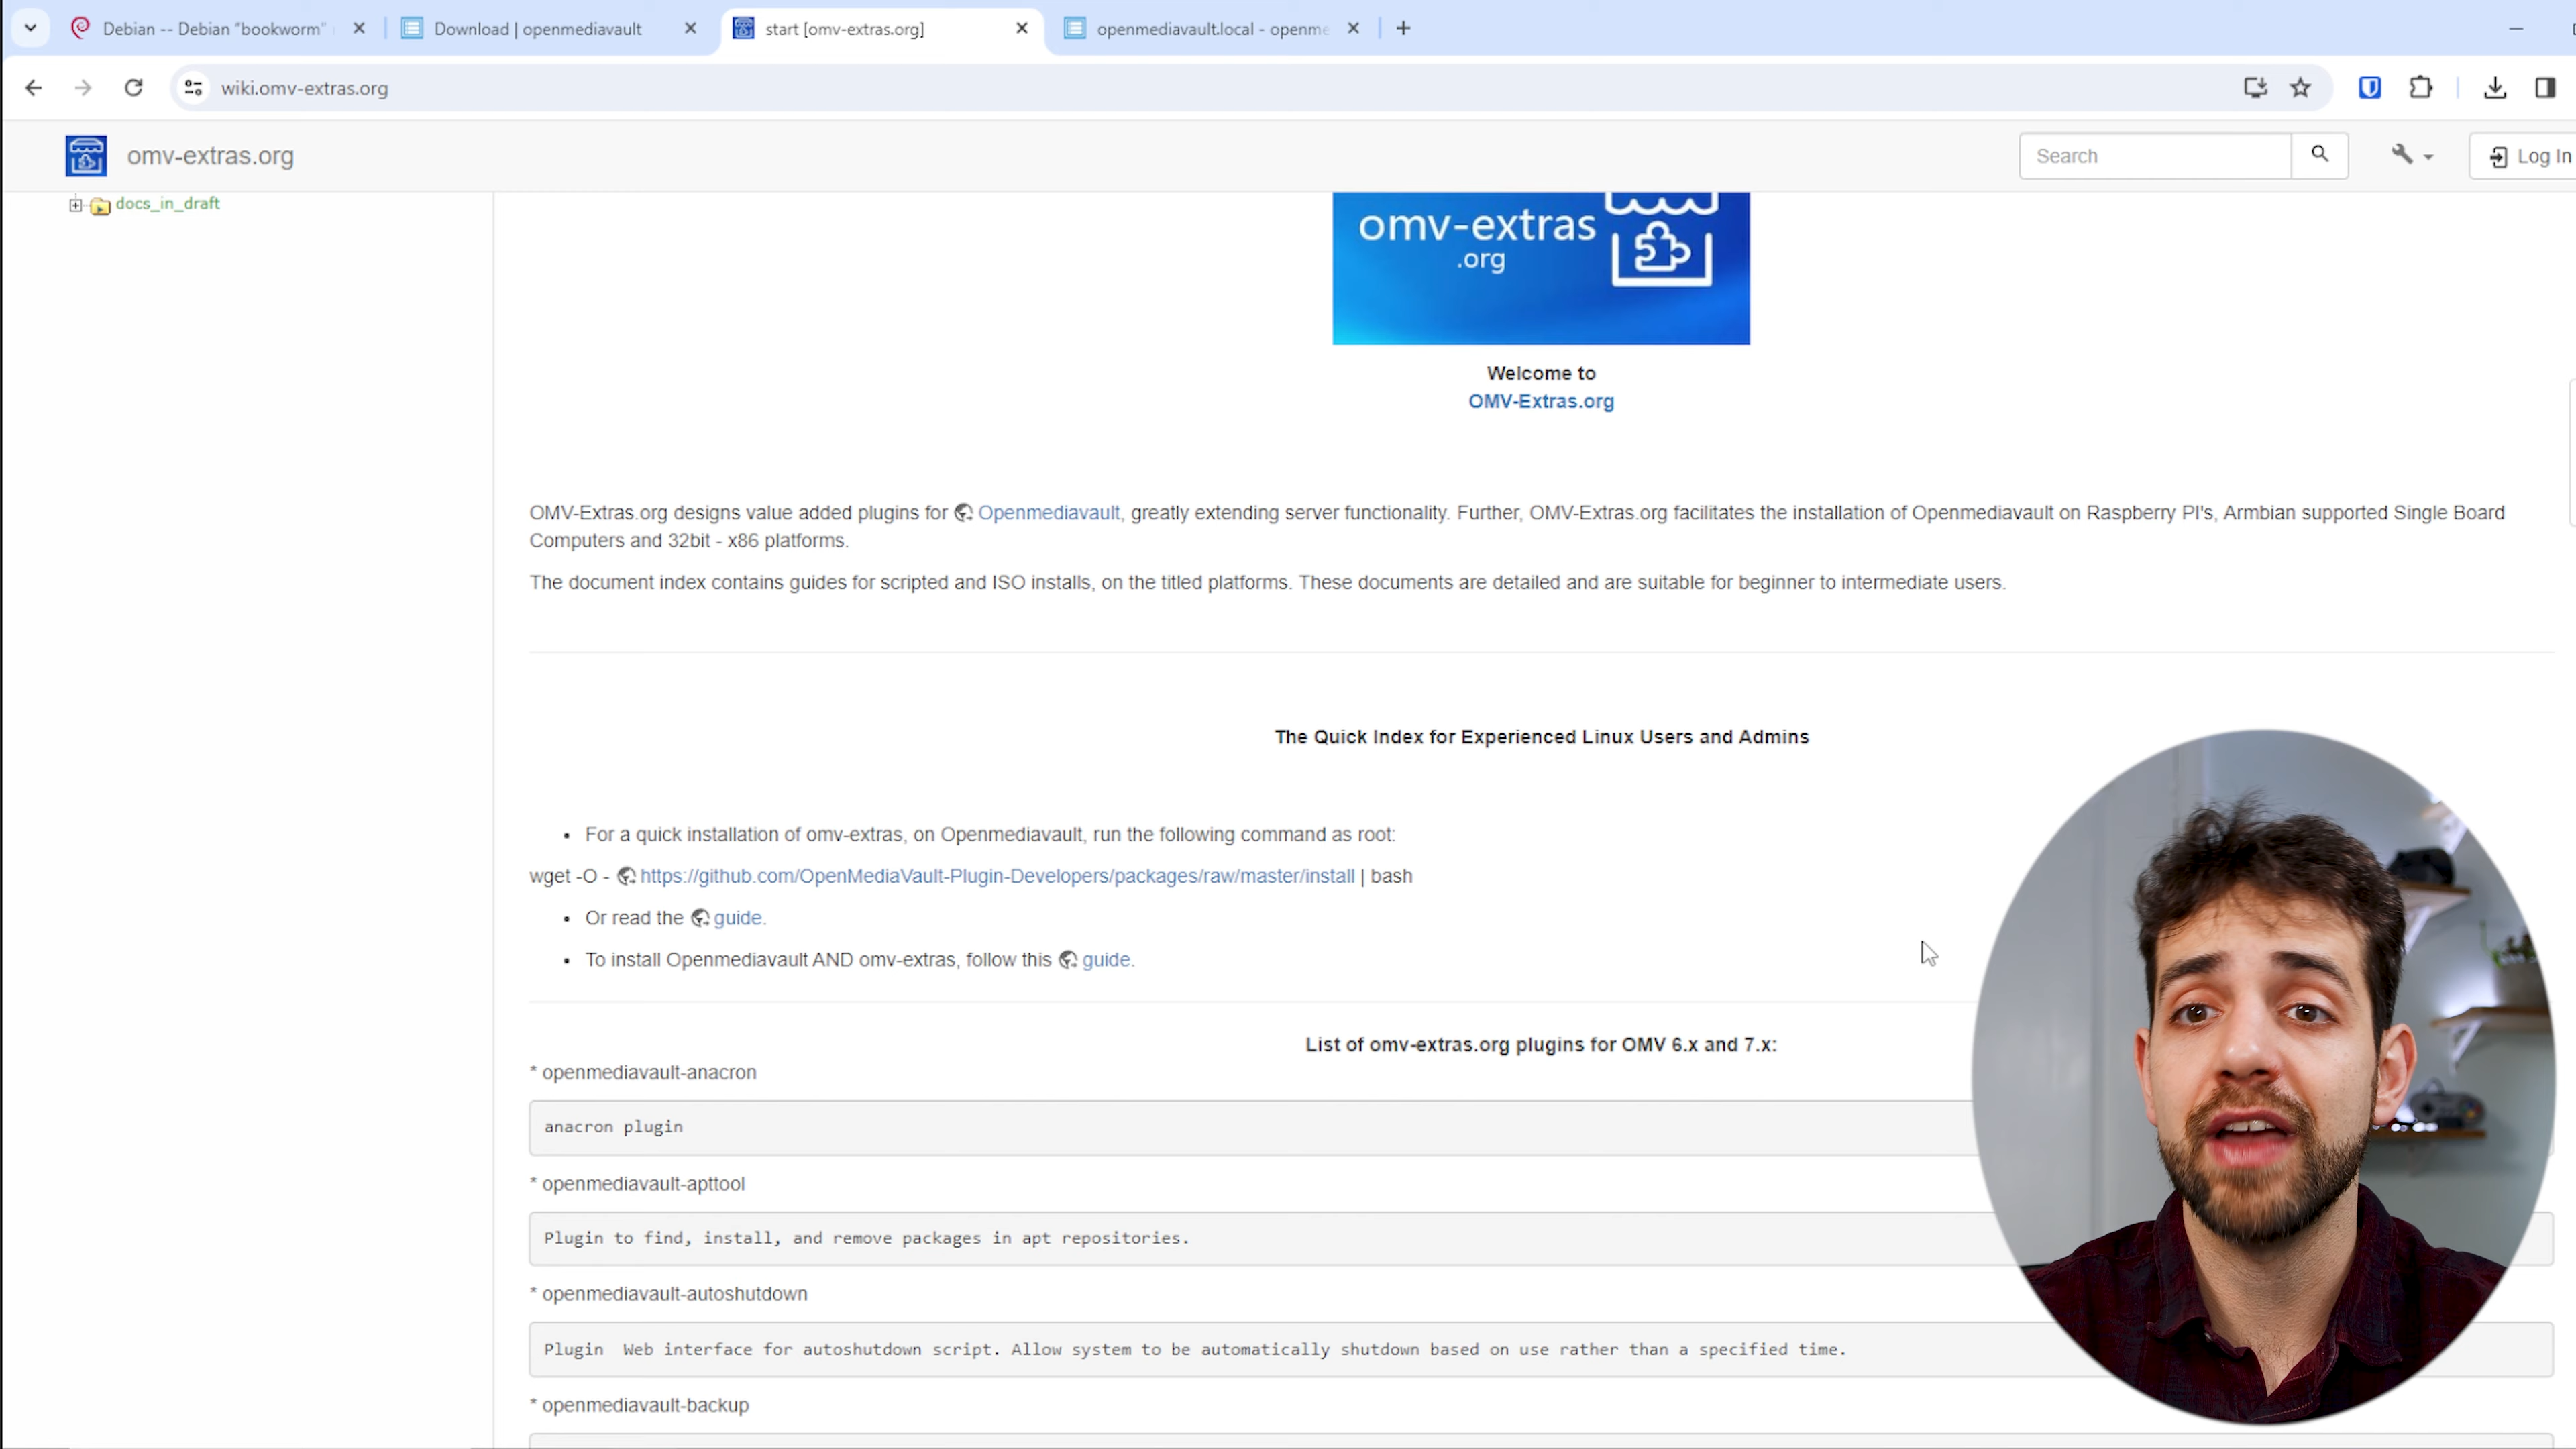 Debian -- Debian "bookworm"
Download | openmediavault
start [omv-extras.org]
openmediavault.local - openme
wiki.omv-extras.org
omv-extras.org
Search
Log In
docs_in_draft
omv-extras
.org
Welcome to
OMV-Extras.org
OMV-Extras.org designs value added plugins for Openmediavault, greatly extending server functionality. Further, OMV-Extras.org facilitates the installation of Openmediavault on Raspberry PI's, Armbian supported Single Board
Computers and 32bit - x86 platforms.
The document index contains guides for scripted and ISO installs, on the titled platforms. These documents are detailed and are suitable for beginner to intermediate users.
The Quick Index for Experienced Linux Users and Admins
• For a quick installation of omv-extras, on Openmediavault, run the following command as root:
wget -O - https://github.com/OpenMediaVault-Plugin-Developers/packages/raw/master/install | bash
• Or read the guide.
• To install Openmediavault AND omv-extras, follow this guide.
List of omv-extras.org plugins for OMV 6.x and 7.x:
* openmediavault-anacron
anacron plugin
* openmediavault-apttool
Plugin to find, install, and remove packages in apt repositories.
* openmediavault-autoshutdown
Plugin  Web interface for autoshutdown script. Allow system to be automatically shutdown based on use rather than a specified time.
* openmediavault-backup